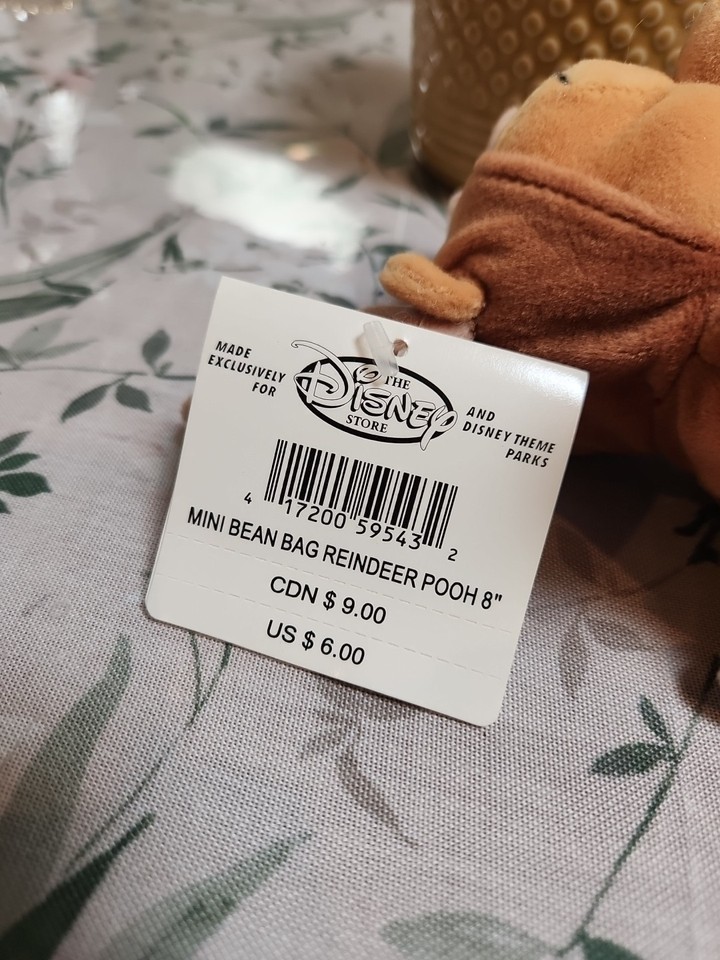 MADE
EXCLUSIVELY
FOR
THE
DISNEY
STORE
AND
DISNEY THEME
PARKS
4 17200 59543 2
MINI BEAN BAG REINDEER POOH 8"
CDN $ 9.00
US $ 6.00